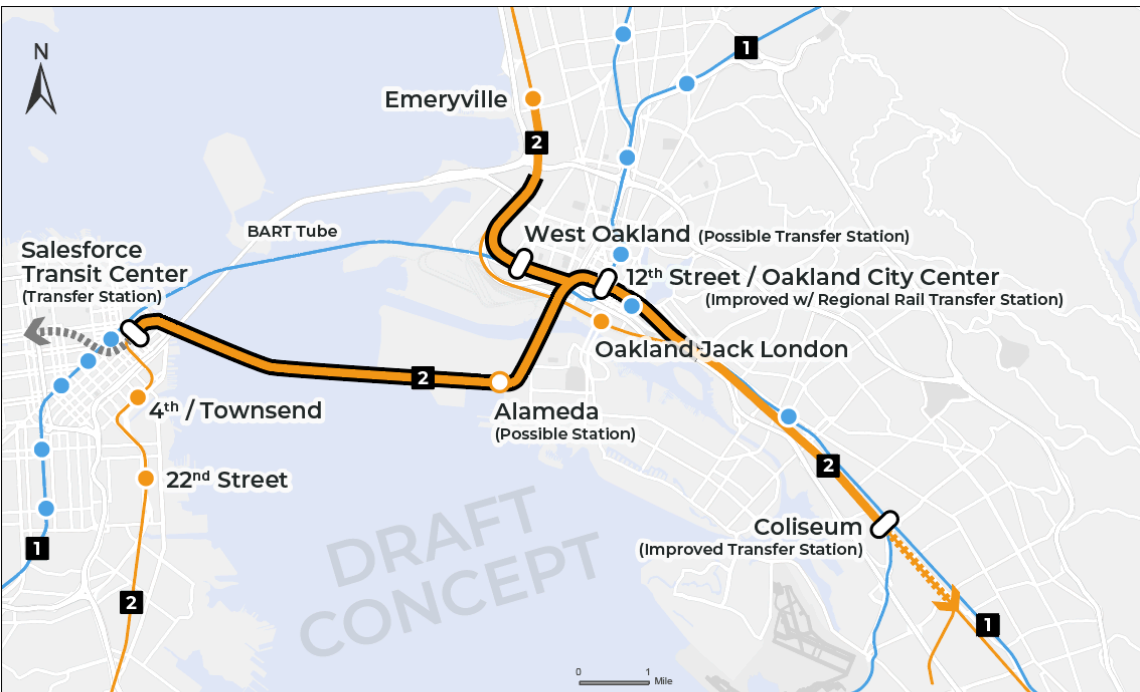 N
1
Emeryville
2
BART Tube
West Oakland (Possible Transfer Station)
Salesforce
Transit Center
(Transfer Station)
12th Street / Oakland City Center
(Improved w/ Regional Rail Transfer Station)
Oakland Jack London
2
4th / Townsend
Alameda
(Possible Station)
22nd Street
2
DRAFT
CONCEPT
Coliseum
(Improved Transfer Station)
1
2
1
0 1
Mile